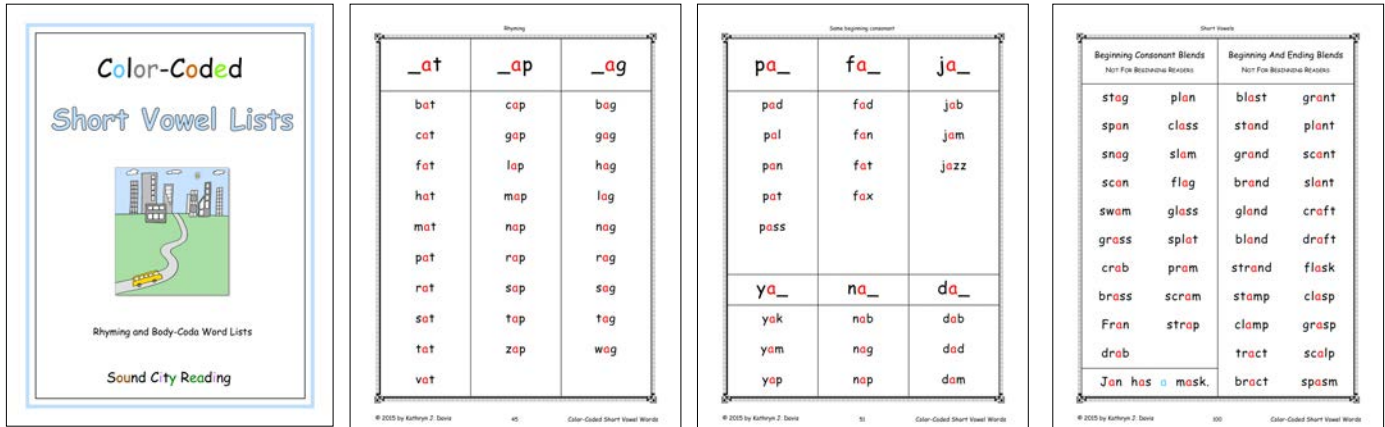 Color-Coded
Short Vowel Lists
Rhyming and Body-Coda Word Lists
Sound City Reading
Rhyming
_at _ap _ag
bat cap bag
cat gap gag
fat lap hag
hat map lag
mat nap nag
pat rap rag
rat sap sag
sat tap tag
tat zap wag
vat
© 2015 by Kathryn J. Davis 45 Color-Coded Short Vowel Words
Same beginning consonant
pa_ fa_ ja_
pad fad jab
pal fan jam
pan fat jazz
pat fax
pass
ya_ na_ da_
yak nab dab
yam nag dad
yap nap dam
© 2015 by Kathryn J. Davis 51 Color-Coded Short Vowel Words
Short Vowels
Beginning Consonant Blends
Not For Beginning Readers
stag plan
span class
snag slam
scan flag
swam glass
grass splat
crab pram
brass scram
Fran strap
drab
Jan has a mask.
Beginning And Ending Blends
Not For Beginning Readers
blast grant
stand plant
grand scant
brand slant
gland craft
bland draft
strand flask
stamp clasp
clamp grasp
tract scalp
bract spasm
© 2015 by Kathryn J. Davis 100 Color-Coded Short Vowel Words